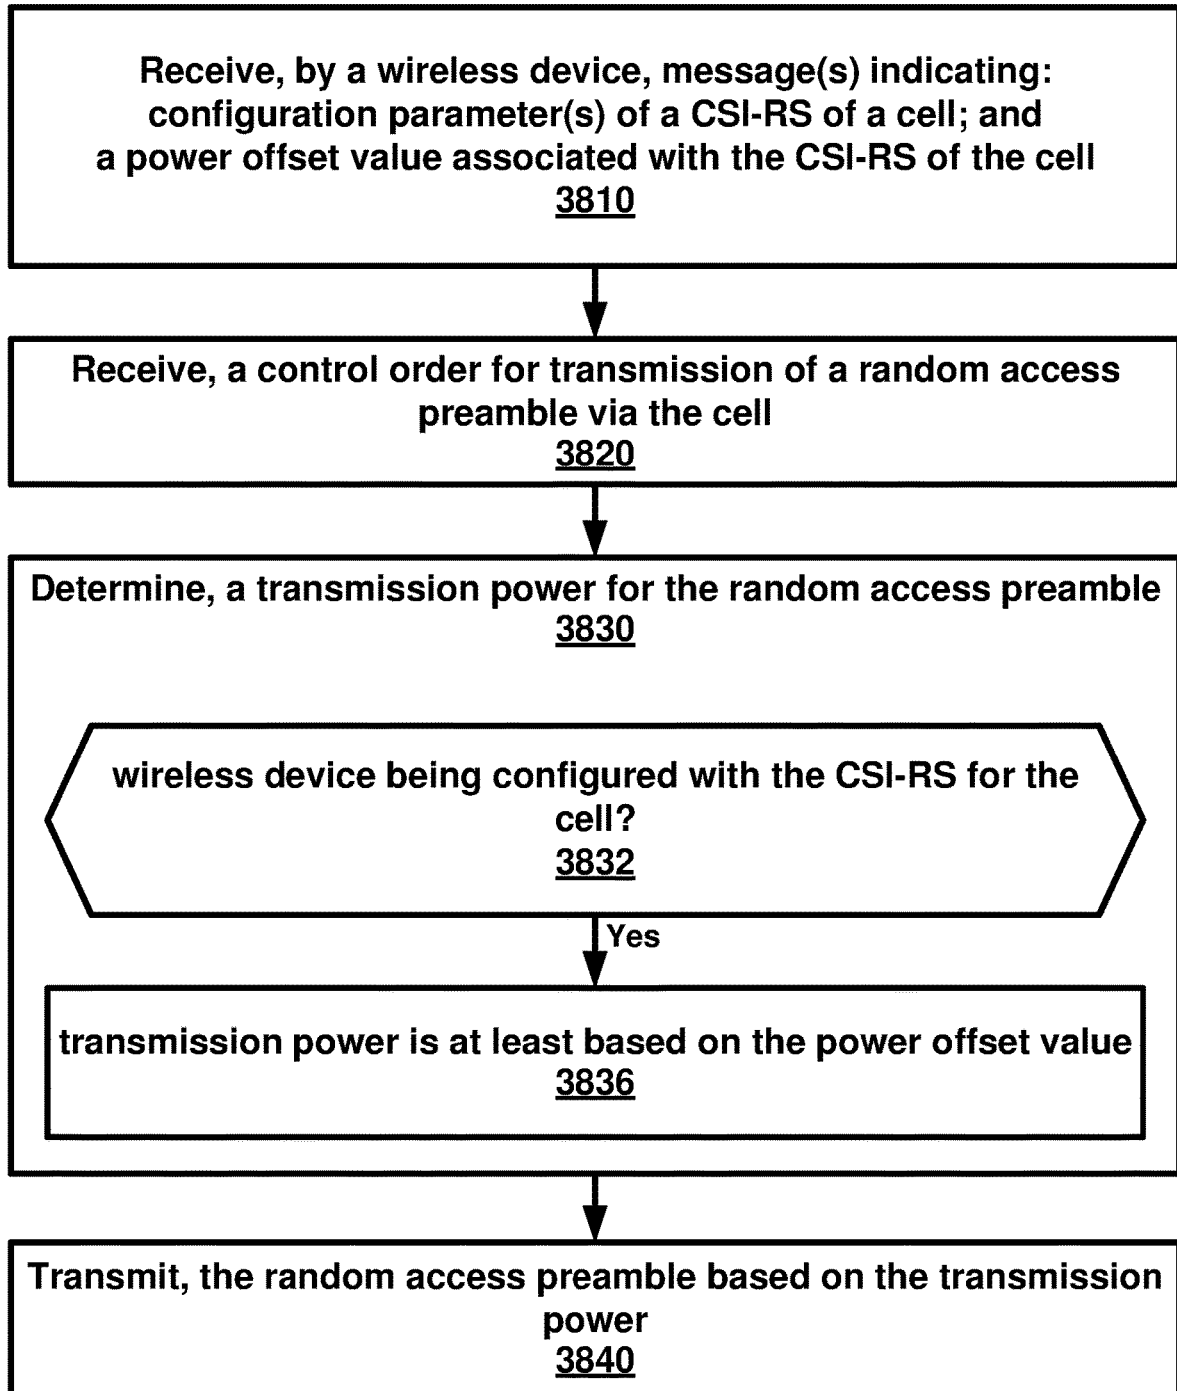 Receive, by a wireless device, message(s) indicating:
configuration parameter(s) of a CSI-RS of a cell; and
a power offset value associated with the CSI-RS of the cell
3810
Receive, a control order for transmission of a random access
preamble via the cell
3820
Determine, a transmission power for the random access preamble
3830
wireless device being configured with the CSI-RS for the
cell?
3832
Yes
transmission power is at least based on the power offset value
3836
Transmit, the random access preamble based on the transmission
power
3840